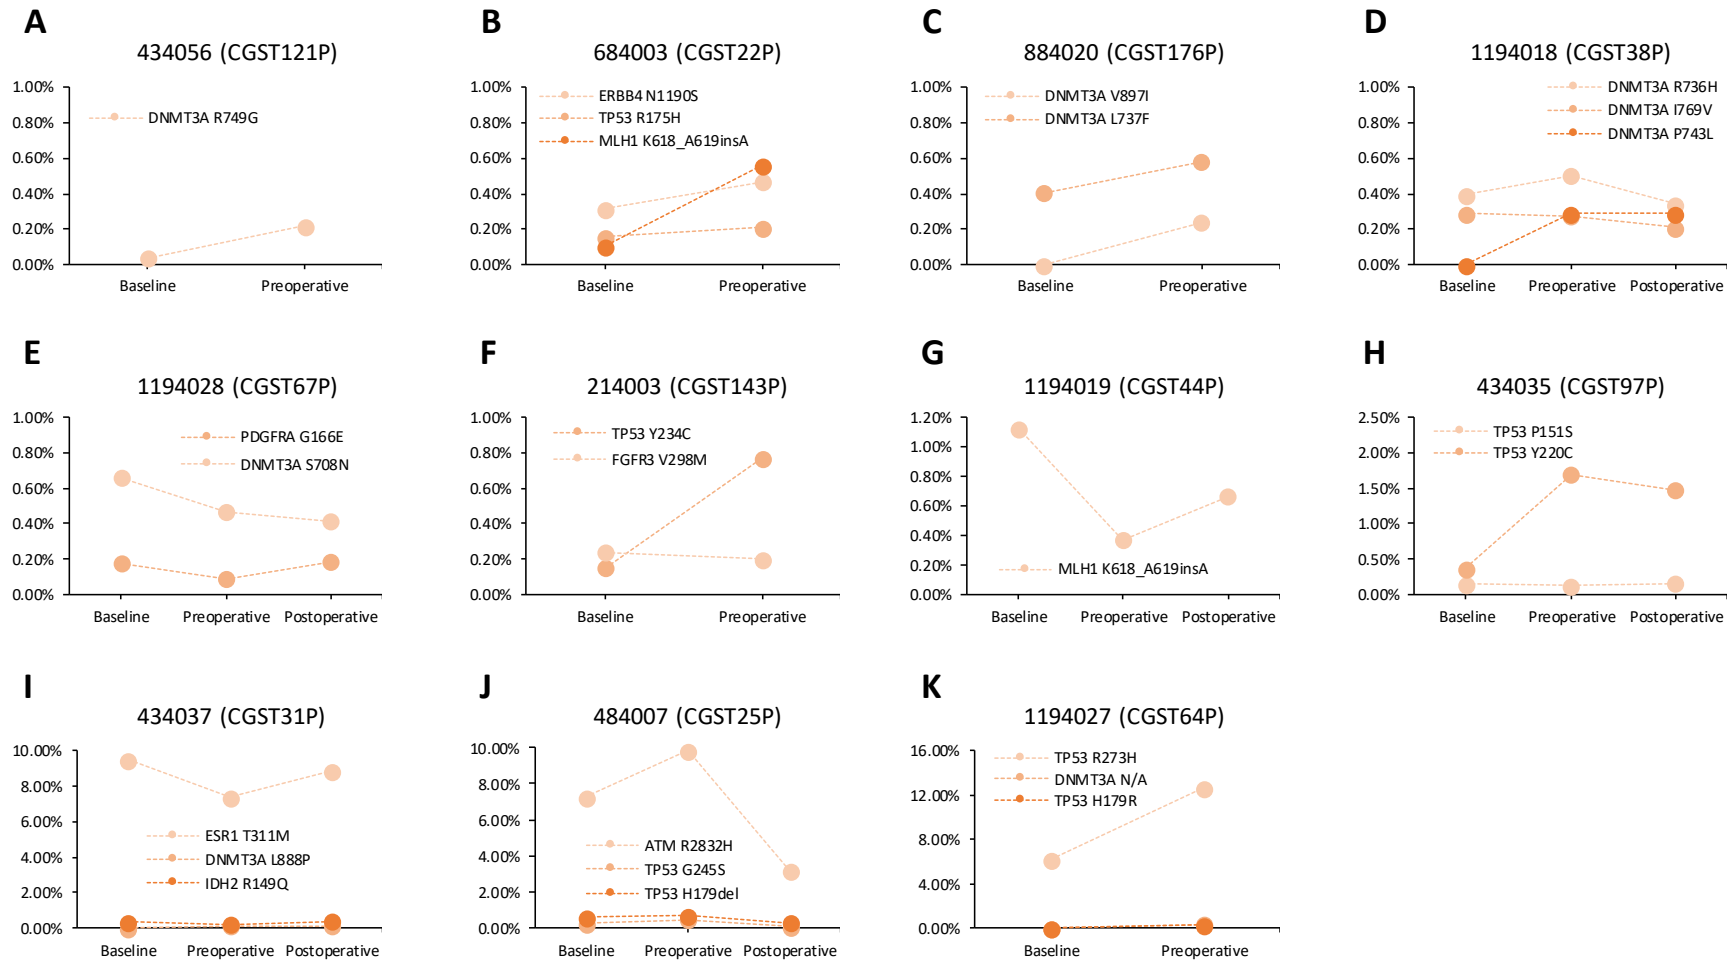 A
434056 (CGST121P)
1.00%
0.80%
0.60%
0.40%
0.20%
0.00%
DNMT3A R749G
Baseline
Preoperative
B
684003 (CGST22P)
1.00%
0.80%
0.60%
0.40%
0.20%
0.00%
ERBB4 N1190S
TP53 R175H
MLH1 K618_A619insA
Baseline
Preoperative
C
884020 (CGST176P)
1.00%
0.80%
0.60%
0.40%
0.20%
0.00%
DNMT3A V897I
DNMT3A L737F
Baseline
Preoperative
D
1194018 (CGST38P)
1.00%
0.80%
0.60%
0.40%
0.20%
0.00%
DNMT3A R736H
DNMT3A I769V
DNMT3A P743L
Baseline
Preoperative
Postoperative
E
1194028 (CGST67P)
1.00%
0.80%
0.60%
0.40%
0.20%
0.00%
PDGFRA G166E
DNMT3A S708N
Baseline
Preoperative
Postoperative
F
214003 (CGST143P)
1.00%
0.80%
0.60%
0.40%
0.20%
0.00%
TP53 Y234C
FGFR3 V298M
Baseline
Preoperative
G
1194019 (CGST44P)
1.20%
1.00%
0.80%
0.60%
0.40%
0.20%
0.00%
MLH1 K618_A619insA
Baseline
Preoperative
Postoperative
H
434035 (CGST97P)
2.50%
2.00%
1.50%
1.00%
0.50%
0.00%
TP53 P151S
TP53 Y220C
Baseline
Preoperative
Postoperative
I
434037 (CGST31P)
10.00%
8.00%
6.00%
4.00%
2.00%
0.00%
ESR1 T311M
DNMT3A L888P
IDH2 R149Q
Baseline
Preoperative
Postoperative
J
484007 (CGST25P)
10.00%
8.00%
6.00%
4.00%
2.00%
0.00%
ATM R2832H
TP53 G245S
TP53 H179del
Baseline
Preoperative
Postoperative
K
1194027 (CGST64P)
16.00%
12.00%
8.00%
4.00%
0.00%
TP53 R273H
DNMT3A N/A
TP53 H179R
Baseline
Preoperative